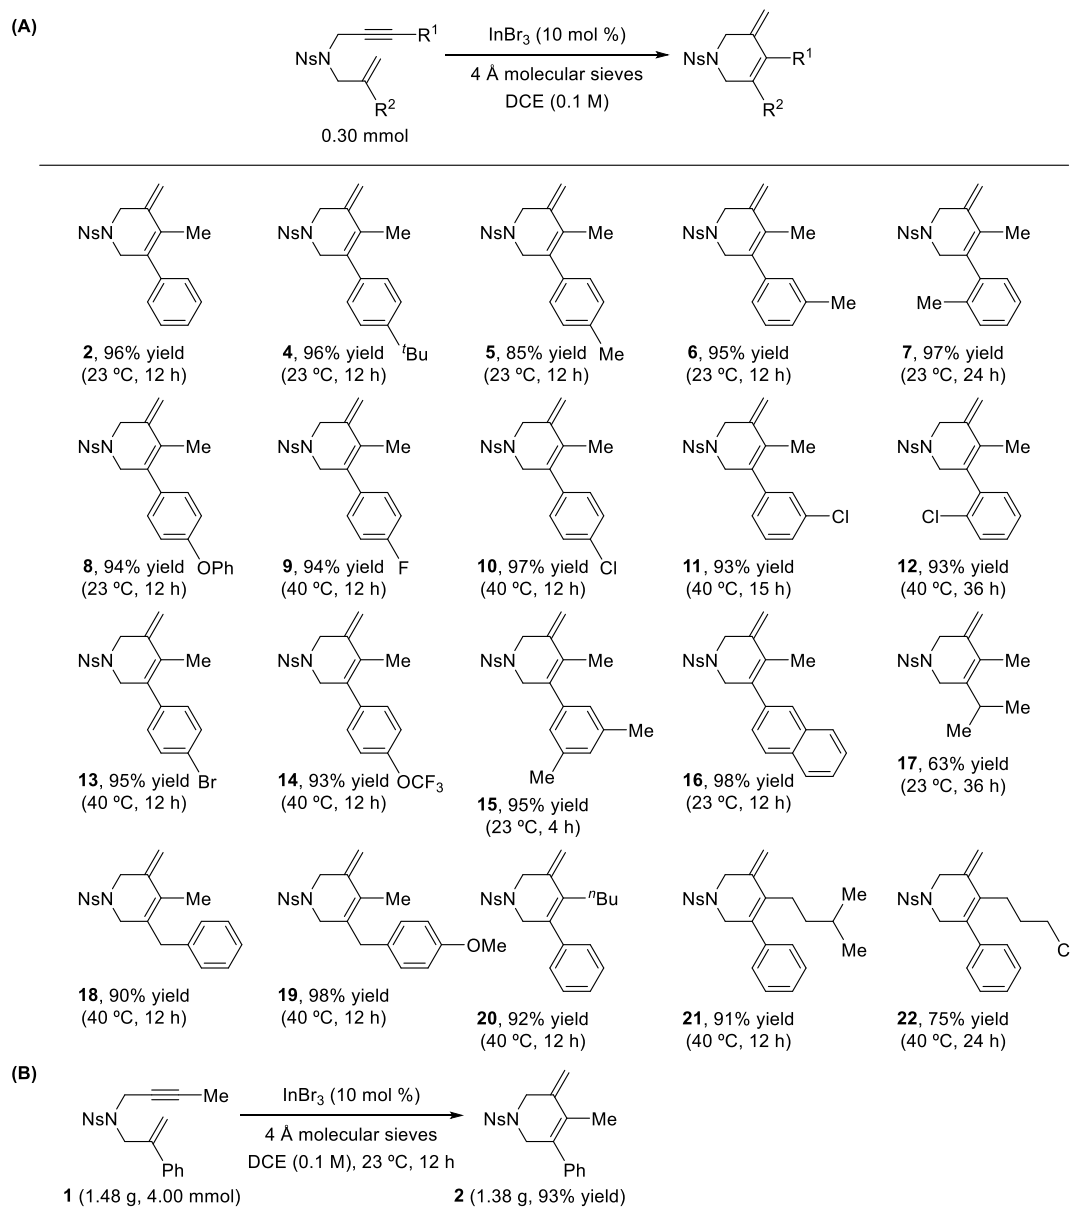 (A)
Ns N R¹ R²
0.30 mmol
InBr₃ (10 mol %)
4 Å molecular sieves
DCE (0.1 M)
Ns N R¹ R²
NsN Me NsN Me NsN Me NsN Me NsN Me
tBu Me Me Me
2, 96% yield 4, 96% yield 5, 85% yield 6, 95% yield 7, 97% yield
(23 ºC, 12 h) (23 ºC, 12 h) (23 ºC, 12 h) (23 ºC, 12 h) (23 ºC, 24 h)
NsN Me NsN Me NsN Me NsN Me NsN Me
OPh F Cl Cl Cl
8, 94% yield 9, 94% yield 10, 97% yield 11, 93% yield 12, 93% yield
(23 ºC, 12 h) (40 ºC, 12 h) (40 ºC, 12 h) (40 ºC, 15 h) (40 ºC, 36 h)
NsN Me NsN Me NsN Me NsN Me NsN Me
Br OCF₃ Me Me Me Me
13, 95% yield 14, 93% yield 15, 95% yield 16, 98% yield 17, 63% yield
(40 ºC, 12 h) (40 ºC, 12 h) (23 ºC, 4 h) (23 ºC, 12 h) (23 ºC, 36 h)
NsN Me NsN Me NsN nBu NsN Me NsN C
OMe Me
18, 90% yield 19, 98% yield 20, 92% yield 21, 91% yield 22, 75% yield
(40 ºC, 12 h) (40 ºC, 12 h) (40 ºC, 12 h) (40 ºC, 12 h) (40 ºC, 24 h)
(B)
NsN Me Ph
1 (1.48 g, 4.00 mmol)
InBr₃ (10 mol %)
4 Å molecular sieves
DCE (0.1 M), 23 ºC, 12 h
NsN Me Ph
2 (1.38 g, 93% yield)